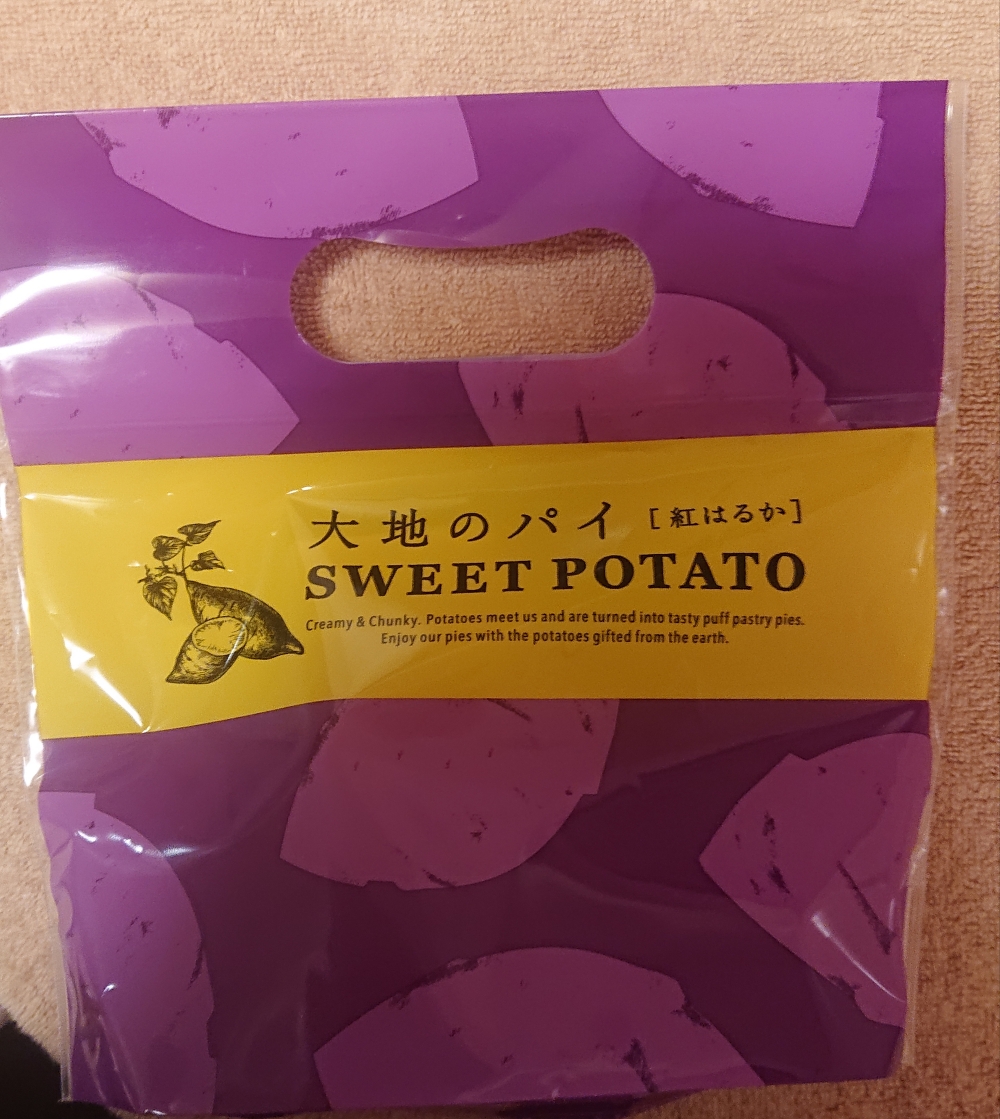 大地のパイ [紅はるか]
SWEET POTATO
Creamy & Chunky. Potatoes meet us and are turned into tasty puff pastry pies.
Enjoy our pies with the potatoes gifted from the earth.